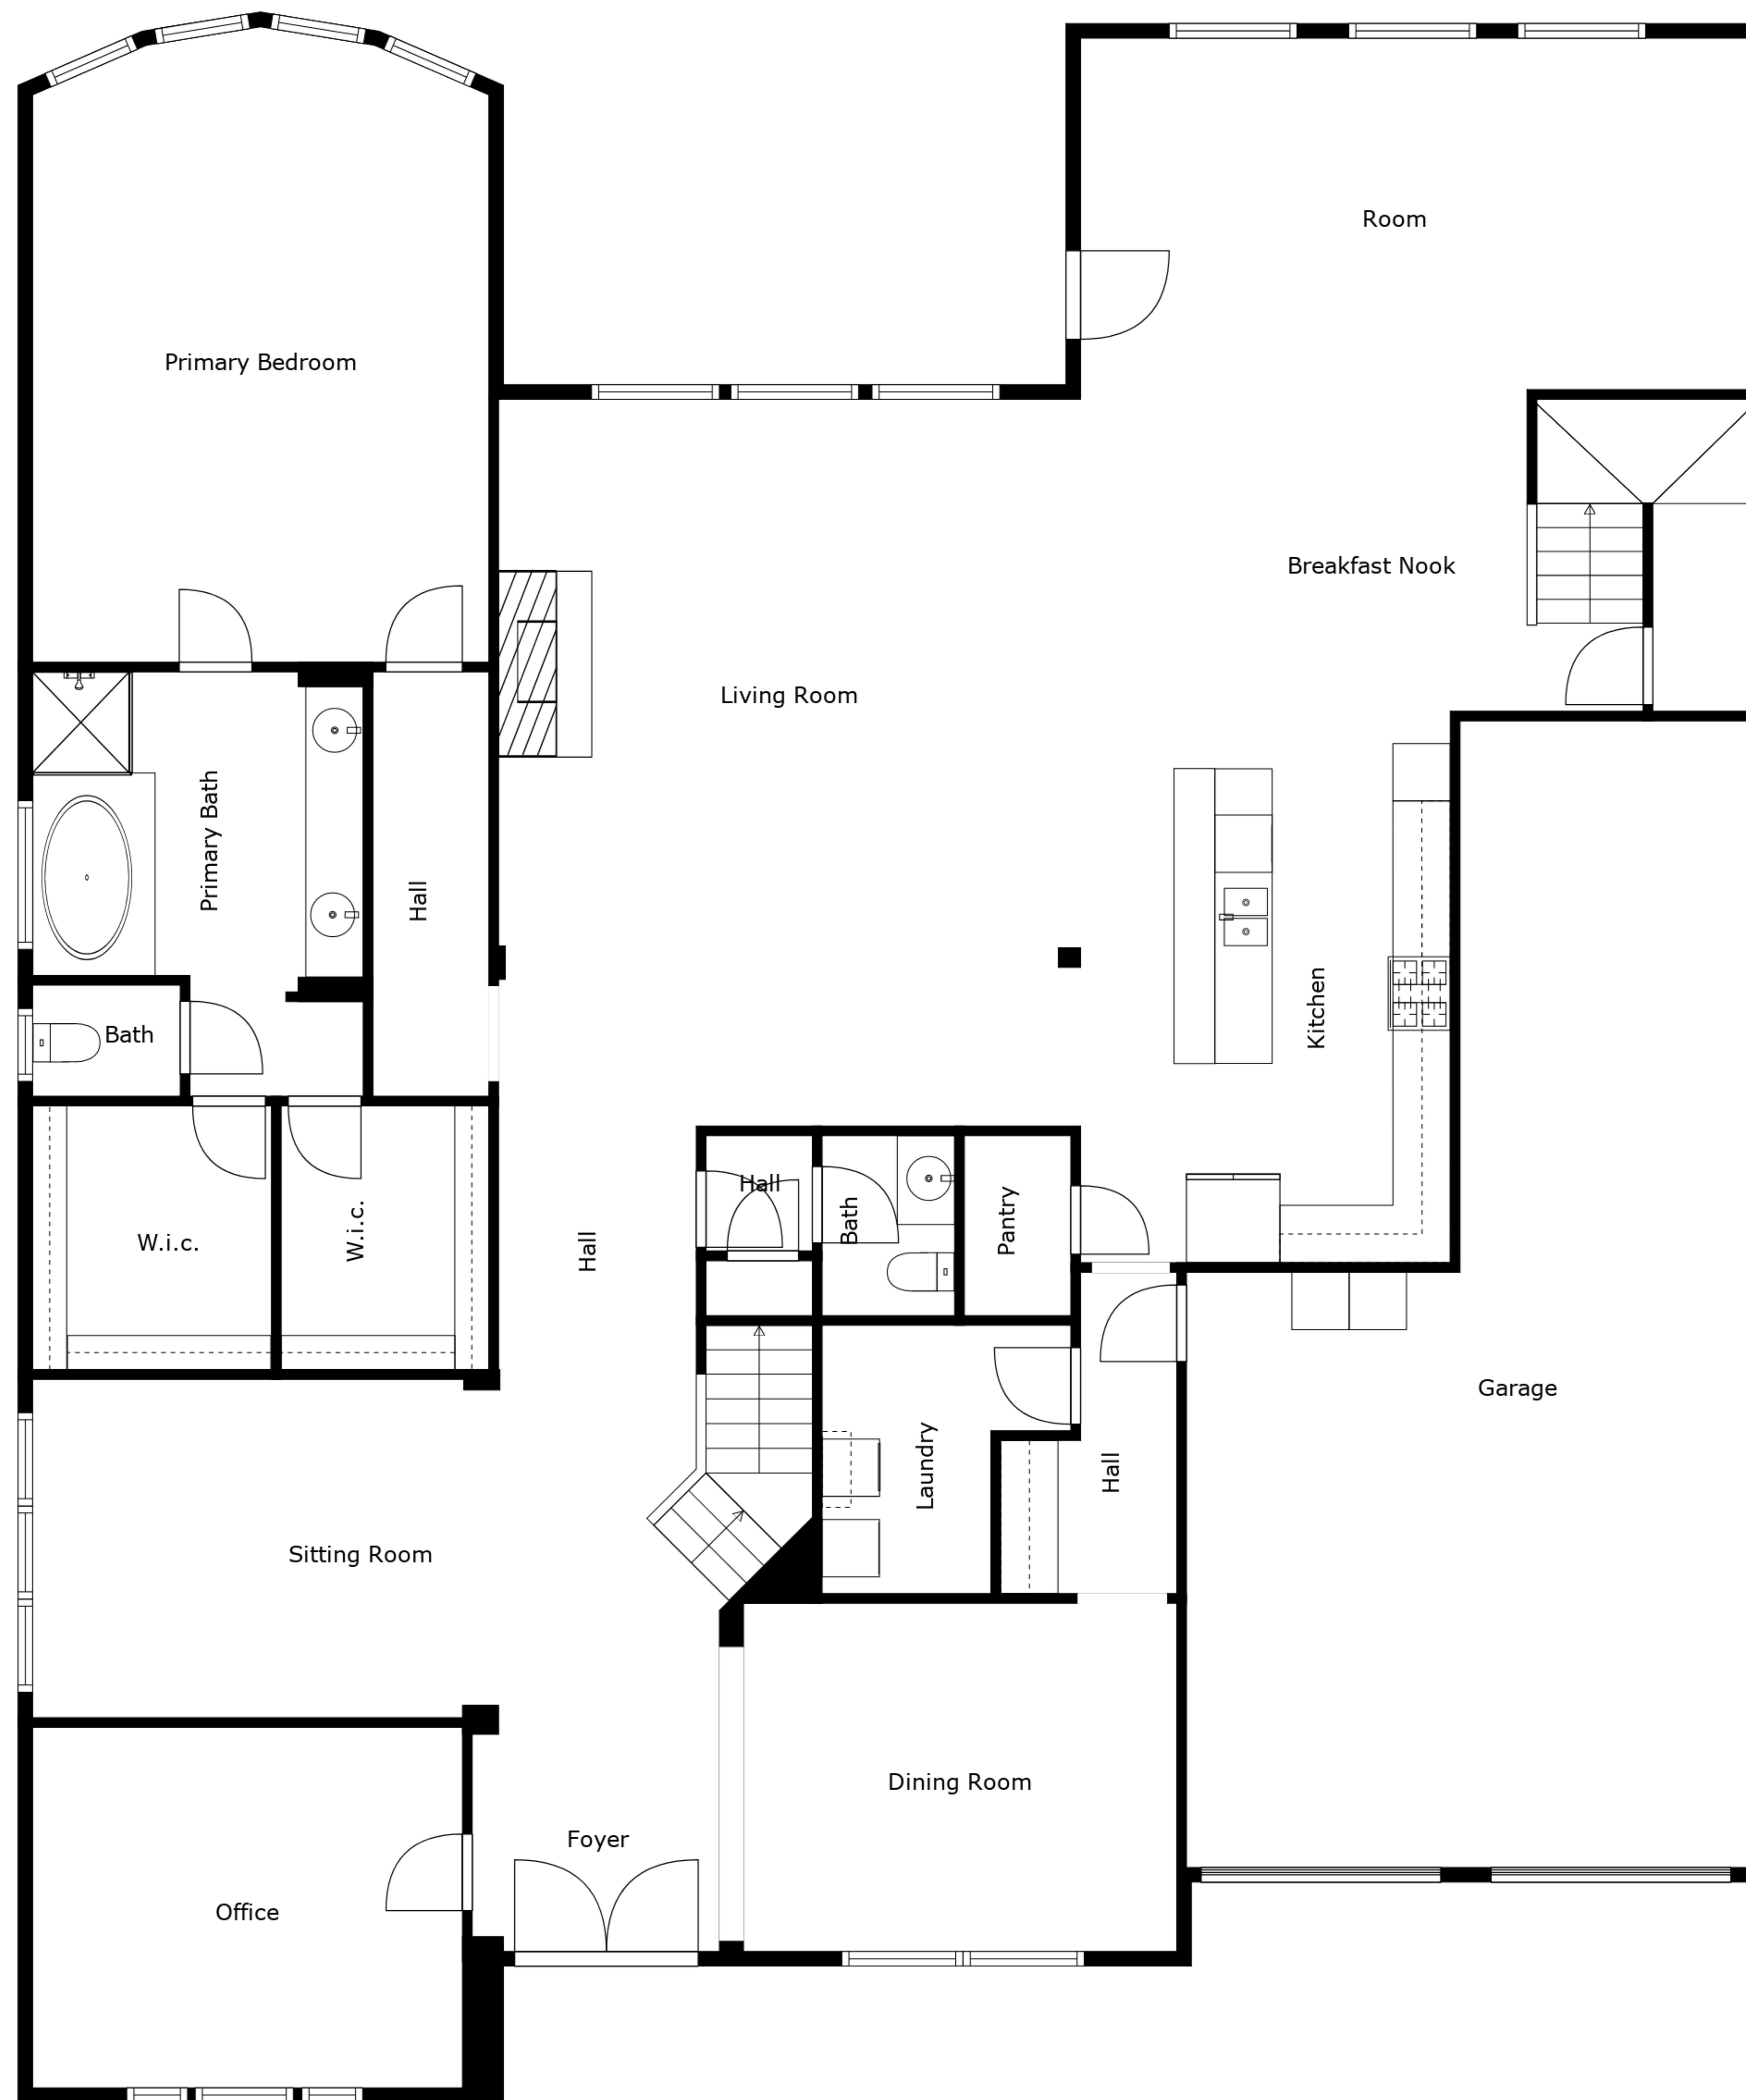 Room
Primary Bedroom
Breakfast Nook
Living Room
Primary Bath
Hall
Kitchen
Bath
Hall
Bath
Pantry
W.i.c.
W.i.c.
Hall
Garage
Laundry
Hall
Sitting Room
Dining Room
Foyer
Office